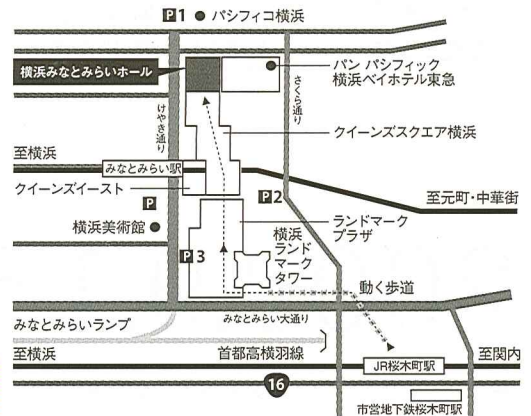 P1 ● パシフィコ横浜
横浜みなとみらいホール
パン パシフィック
横浜ベイホテル東急
さくら通り
けやき通り
クイーンズスクエア横浜
至横浜
みなとみらい駅
クイーンズイースト
P
P2
至元町・中華街
横浜美術館
ランドマーク
プラザ
P3
横浜
ランド
マーク
タワー
動く歩道
みなとみらい大通り
みなとみらいランプ
至横浜
首都高横羽線
至関内
JR桜木町駅
16
市営地下鉄桜木町駅